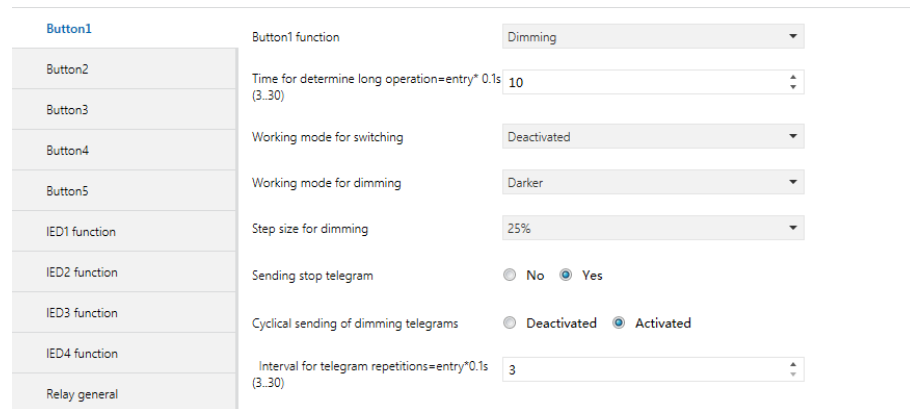 Button1
Button2
Button3
Button4
Button5
IED1 function
IED2 function
IED3 function
IED4 function
Relay general
Button1 function
Dimming
Time for determine long operation=entry* 0.1s
(3..30)
10
Working mode for switching
Deactivated
Working mode for dimming
Darker
Step size for dimming
25%
Sending stop telegram
No Yes
Cyclical sending of dimming telegrams
Deactivated Activated
Interval for telegram repetitions=entry*0.1s
(3..30)
3